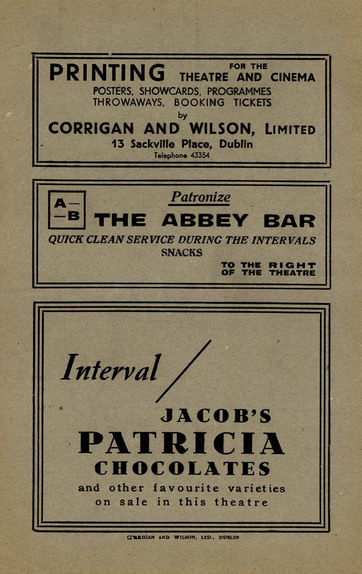 PRINTING FOR THE
THEATRE AND CINEMA
POSTERS, SHOWCARDS, PROGRAMMES
THROWAWAYS, BOOKING TICKETS
by
CORRIGAN AND WILSON, LIMITED
13 Sackville Place, Dublin
Telephone 43354
A—
—B
Patronize
THE ABBEY BAR
QUICK CLEAN SERVICE DURING THE INTERVALS
SNACKS
TO THE RIGHT
OF THE THEATRE
Interval
JACOB'S
PATRICIA
CHOCOLATES
and other favourite varieties
on sale in this theatre
CORRIGAN AND WILSON, LTD., DUBLIN